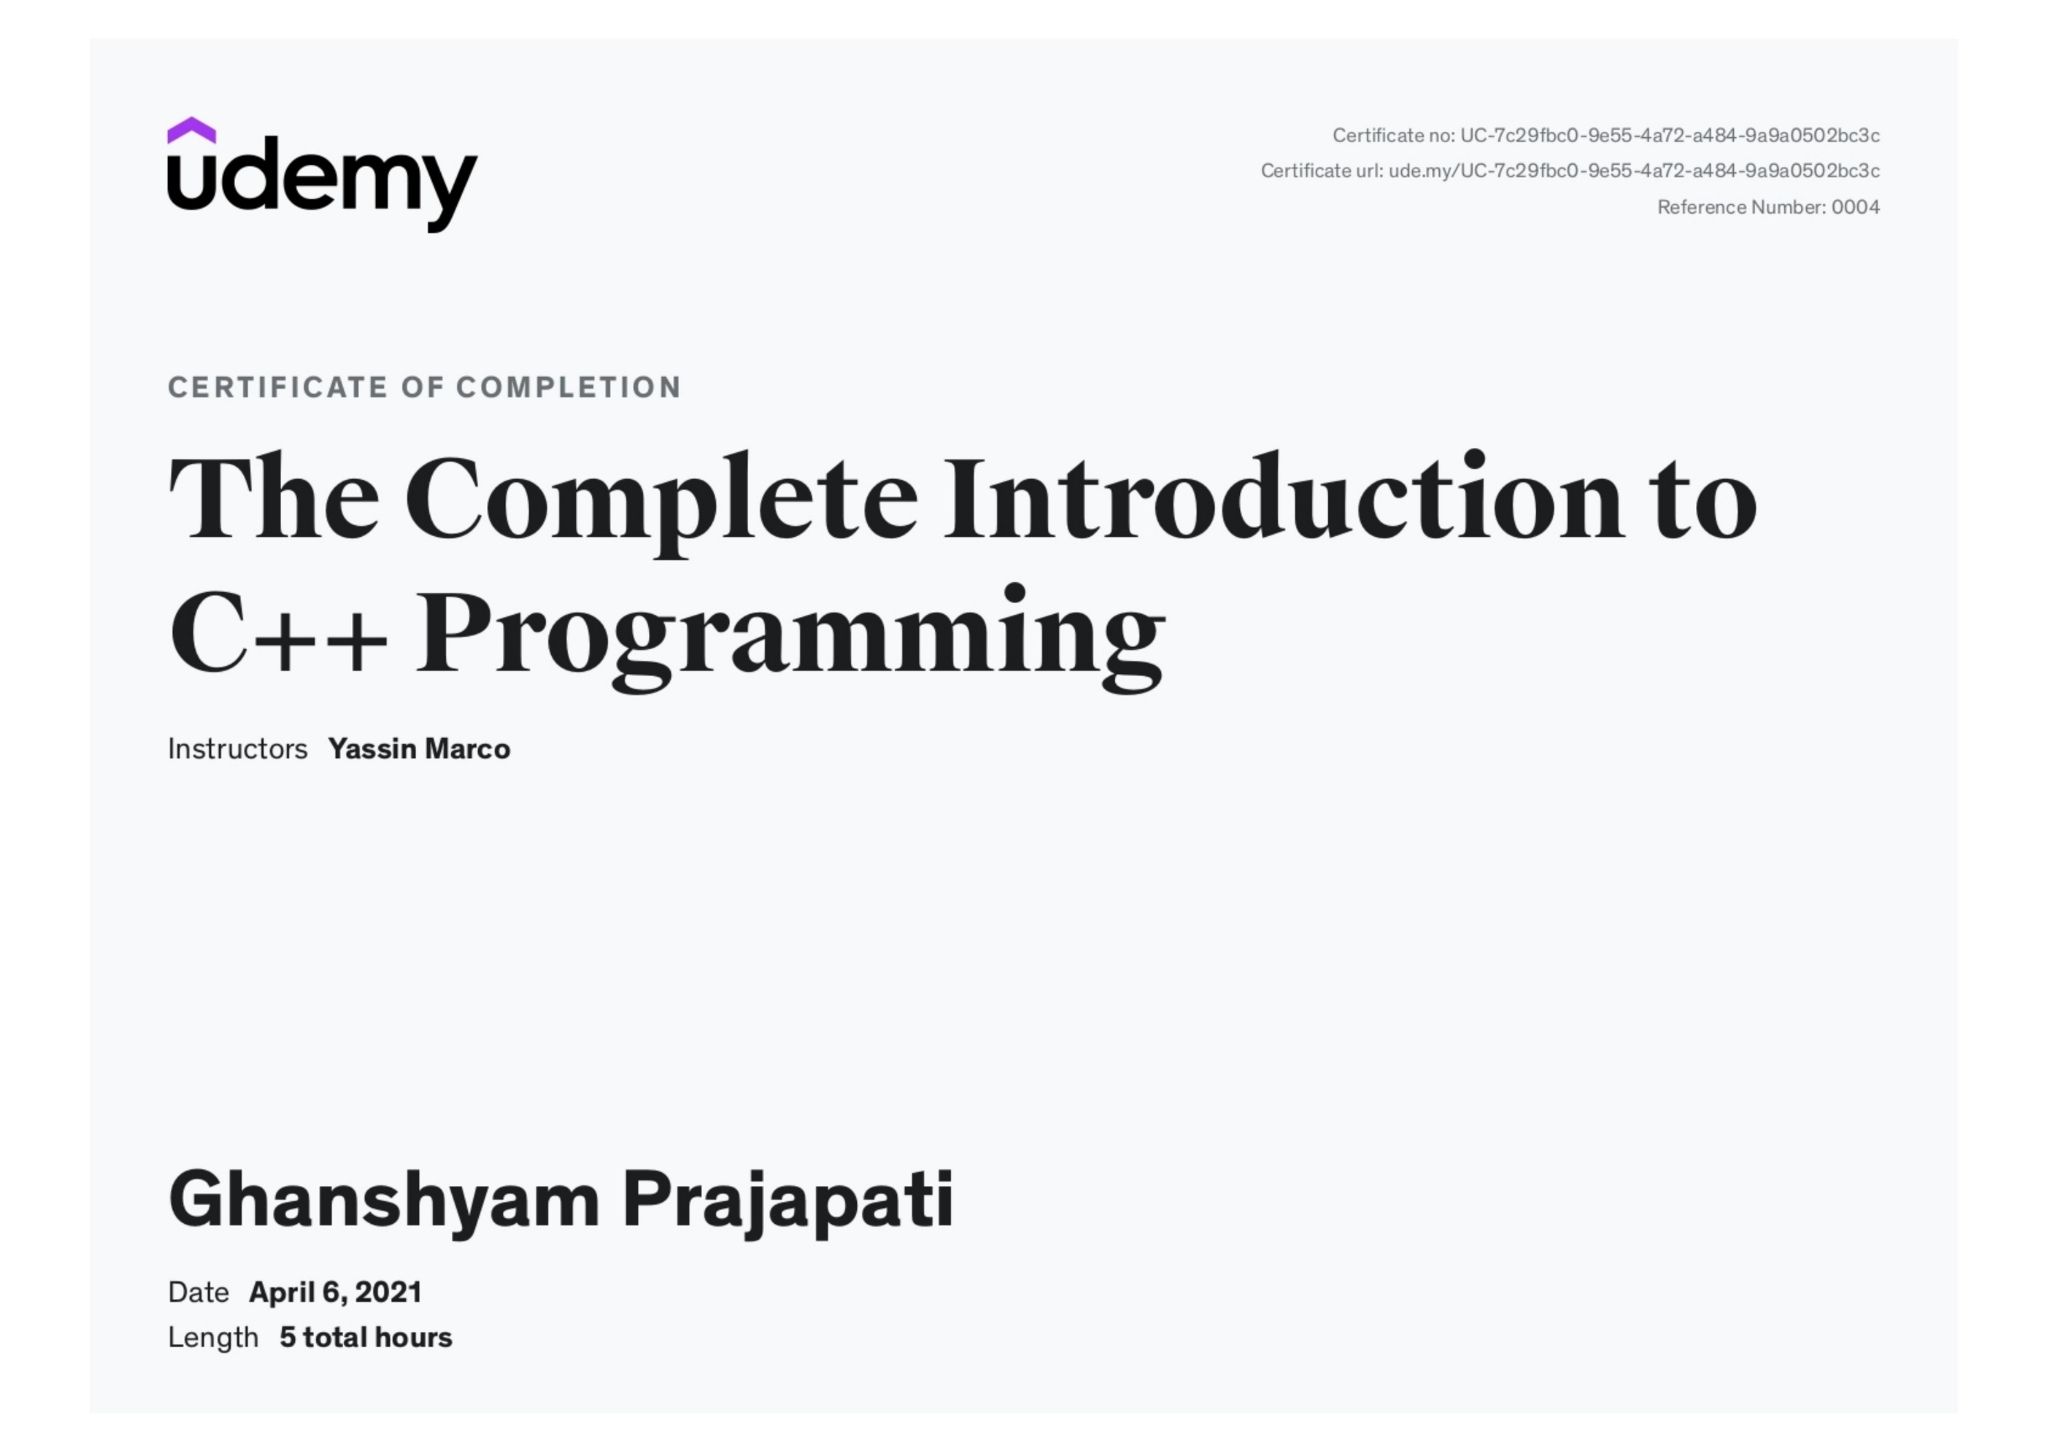 udemy
Certificate no: UC-7c29fbc0-9e55-4a72-a484-9a9a0502bc3c
Certificate url: ude.my/UC-7c29fbc0-9e55-4a72-a484-9a9a0502bc3c
Reference Number: 0004
CERTIFICATE OF COMPLETION
The Complete Introduction to
C++ Programming
Instructors Yassin Marco
Ghanshyam Prajapati
Date April 6, 2021
Length 5 total hours